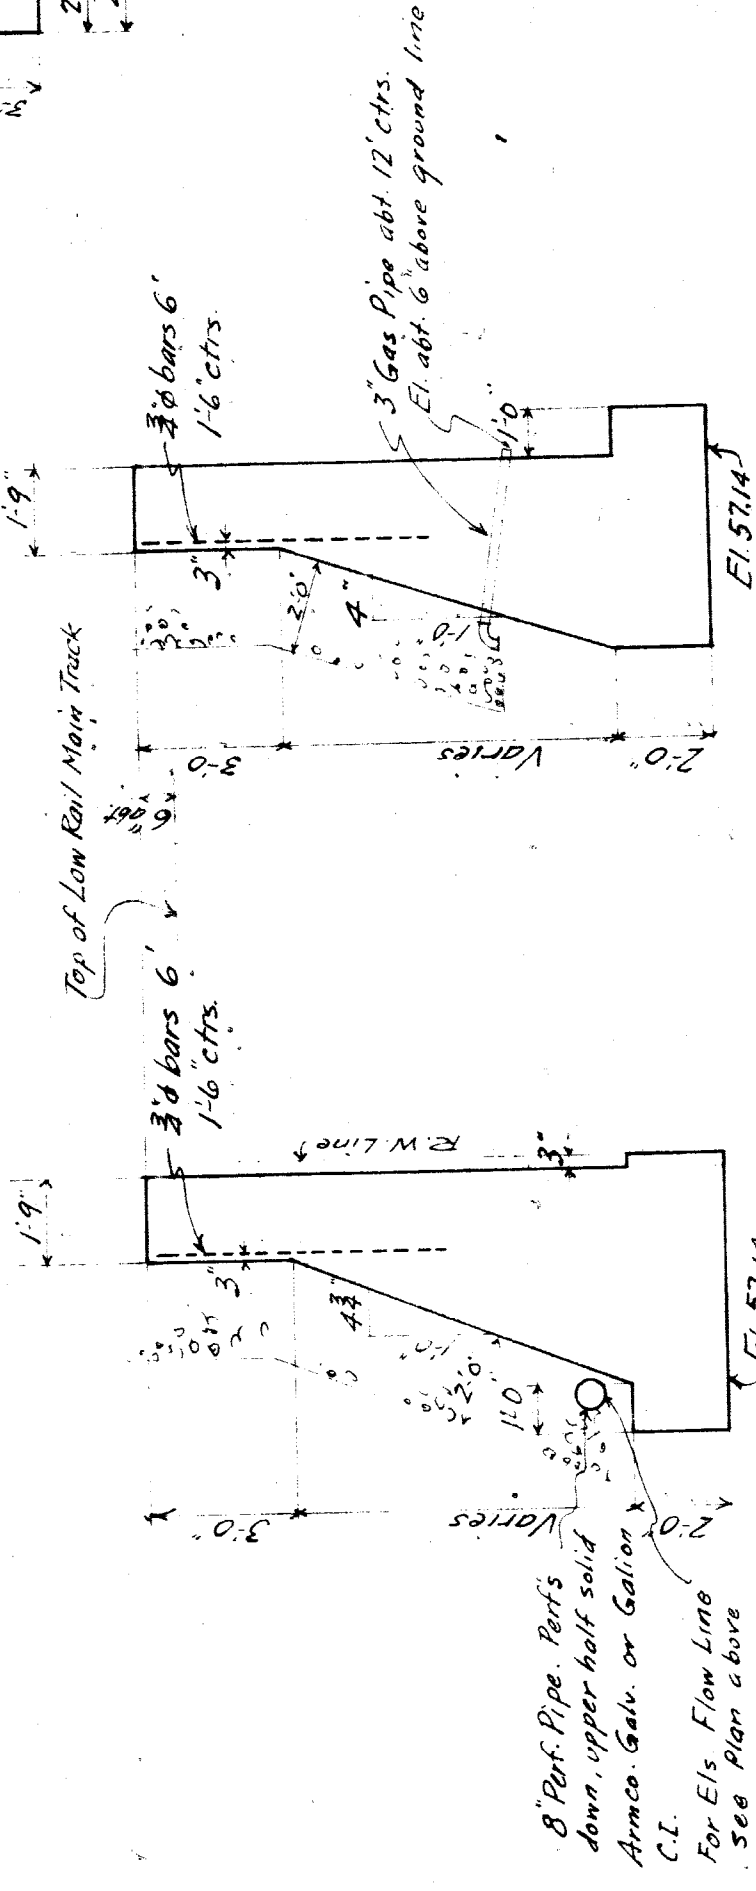 8" Perf. Pipe. Perfs
down, upper half solid
Armco. Galv. or Galion
C.I.
For Els. Flow Line
see Plan above
3'-0"
Varies
2'-0"
1'-9"
3"
4 3/4"
1'-0"
2'-0"
1'-0"
3/4"ϕ bars 6'
1'-6" ctrs.
R.W. Line
3"
Top of Low Rail Main Track
6" abt.
3'-0
Varies
2'-0"
1'-9"
3"
2'-0'
4"
1'-0
3/4"ϕ bars 6'
1'-6" ctrs.
3" Gas Pipe abt. 12' ctrs.
El. abt. 6" above ground line
1'-0"
El. 57.14